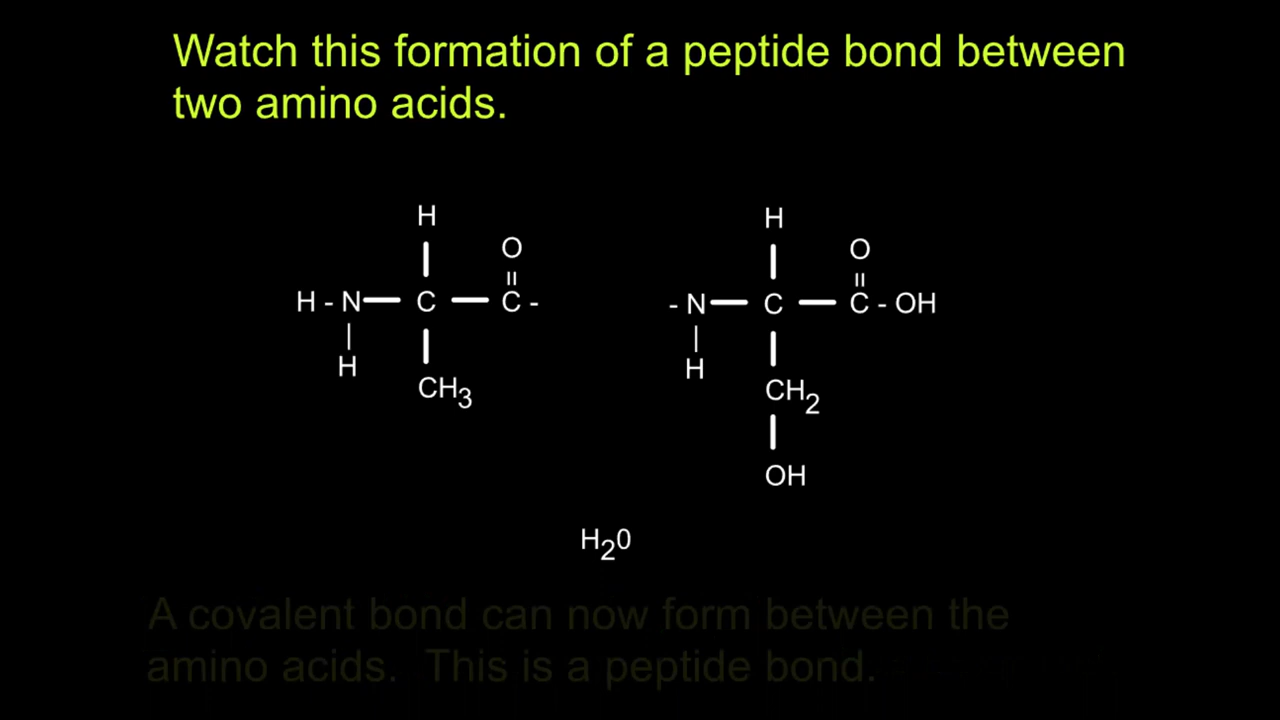 Watch this formation of a peptide bond between
two amino acids.
H H
O O
H - N — C — C - - N — C — C - OH
H H
CH3 CH2
OH
H20
A covalent bond can now form between the
amino acids. This is a peptide bond.